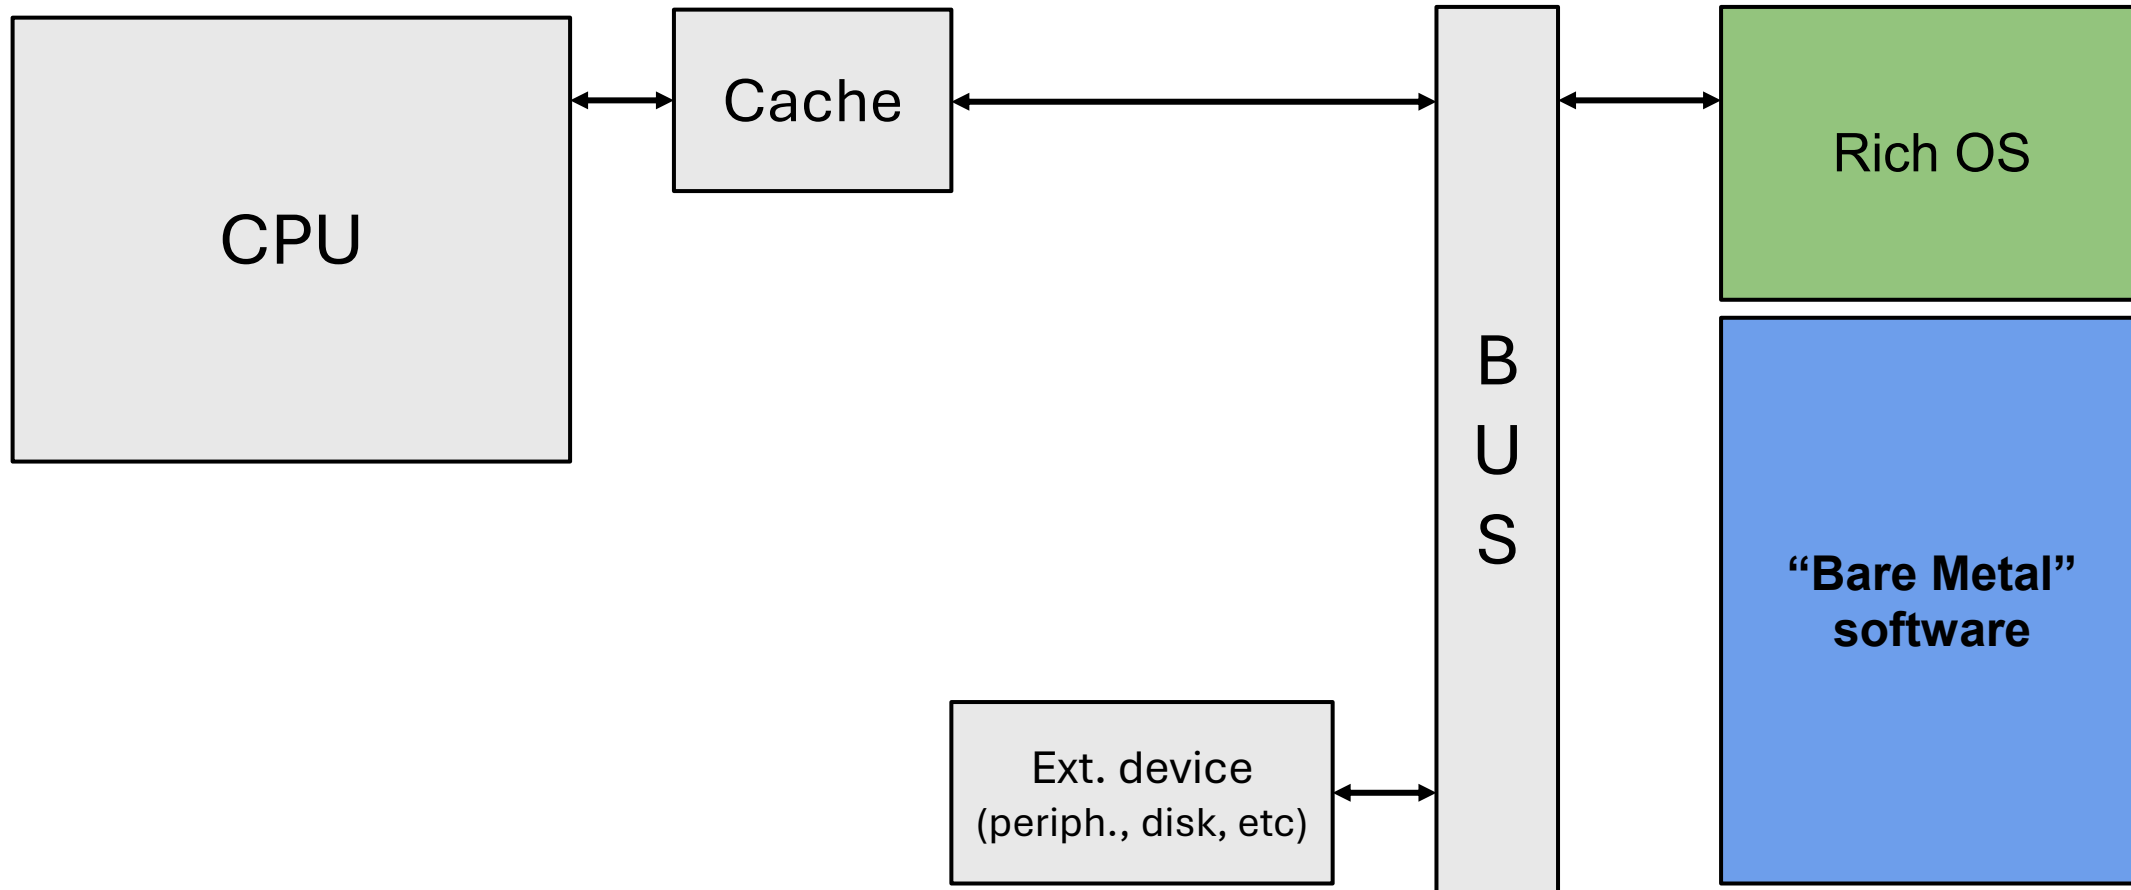 CPU
Cache
B
U
S
Rich OS
“Bare Metal”
software
Ext. device
(periph., disk, etc)